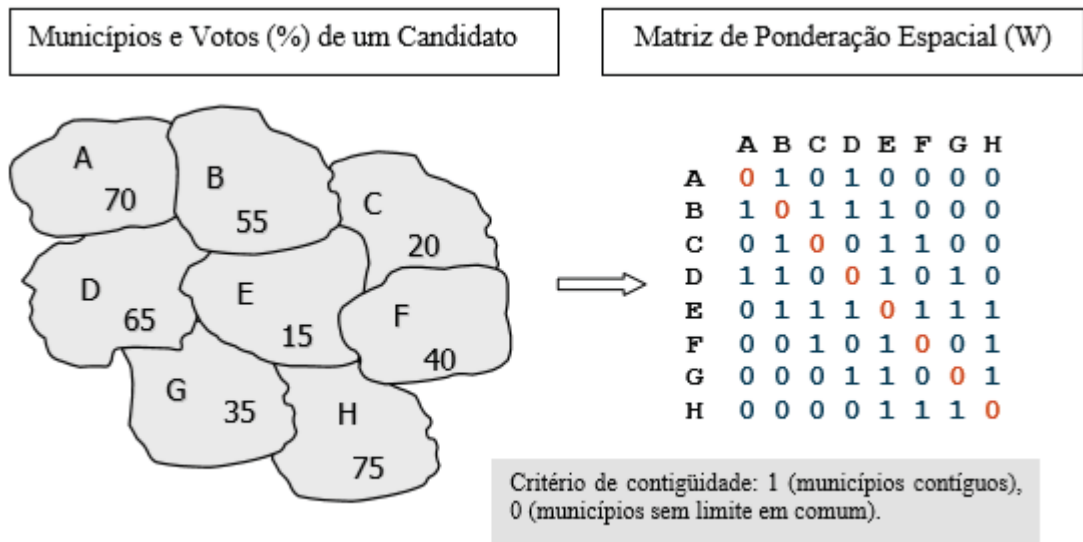 Municípios e Votos (%) de um Candidato
Matriz de Ponderação Espacial (W)
A
70
B
55
C
20
D
65
E
15
F
40
G
35
H
75
A B C D E F G H
A 0 1 0 1 0 0 0 0
B 1 0 1 1 1 0 0 0
C 0 1 0 0 1 1 0 0
D 1 1 0 0 1 0 1 0
E 0 1 1 1 0 1 1 1
F 0 0 1 0 1 0 0 1
G 0 0 0 1 1 0 0 1
H 0 0 0 0 1 1 1 0
Critério de contigüidade: 1 (municípios contíguos),
0 (municípios sem limite em comum).